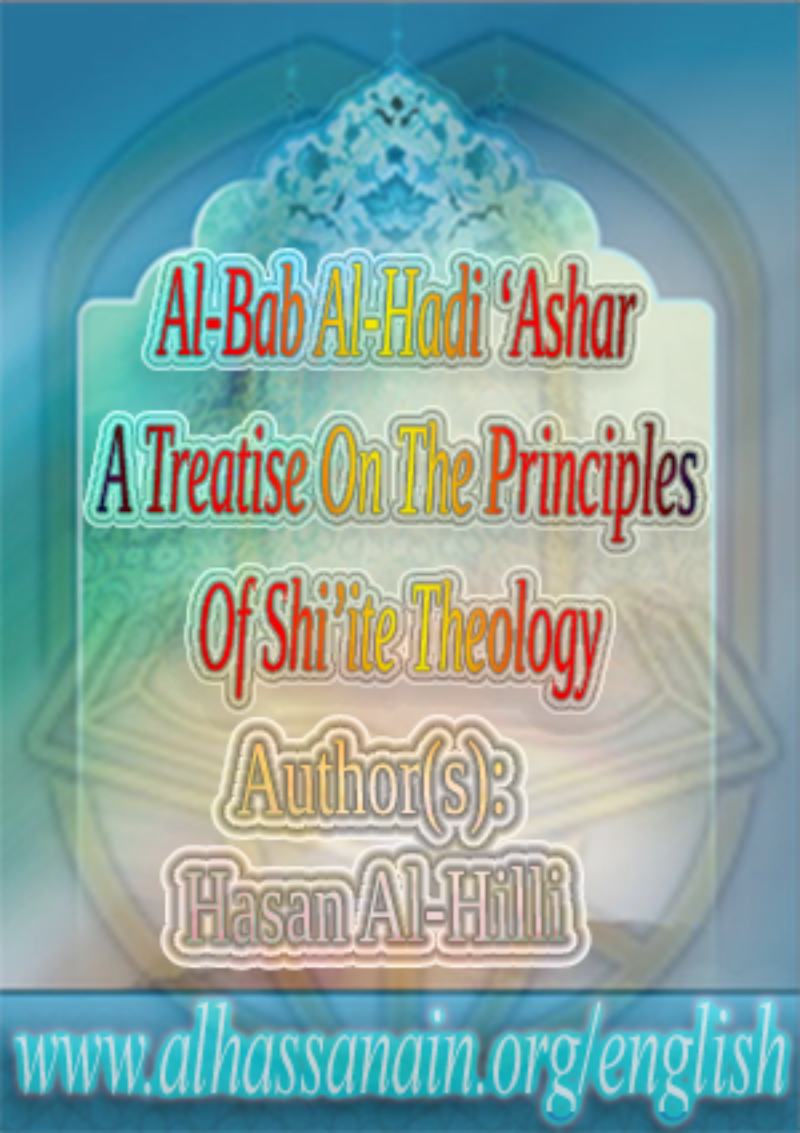 Al-Bab Al-Hadi ‘Ashar
A Treatise On The Principles
Of Shi’ite Theology
Author(s):
Hasan Al-Hilli
www.alhassanain.org/english